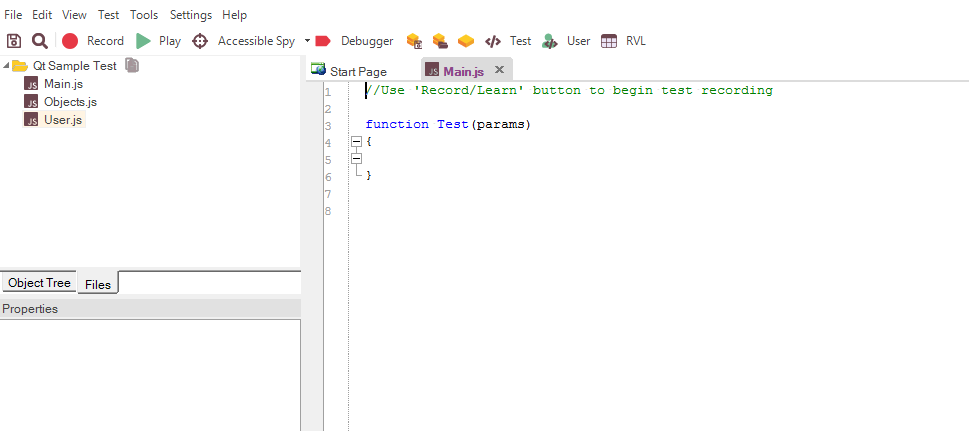 File Edit View Test Tools Settings Help
Record Play Accessible Spy Debugger Test User RVL
Qt Sample Test
JS Main.js
JS Objects.js
JS User.js
Object Tree Files
Properties
Start Page JS Main.js
1 //Use 'Record/Learn' button to begin test recording
2
3 function Test(params)
4 {
5
6 }
7
8